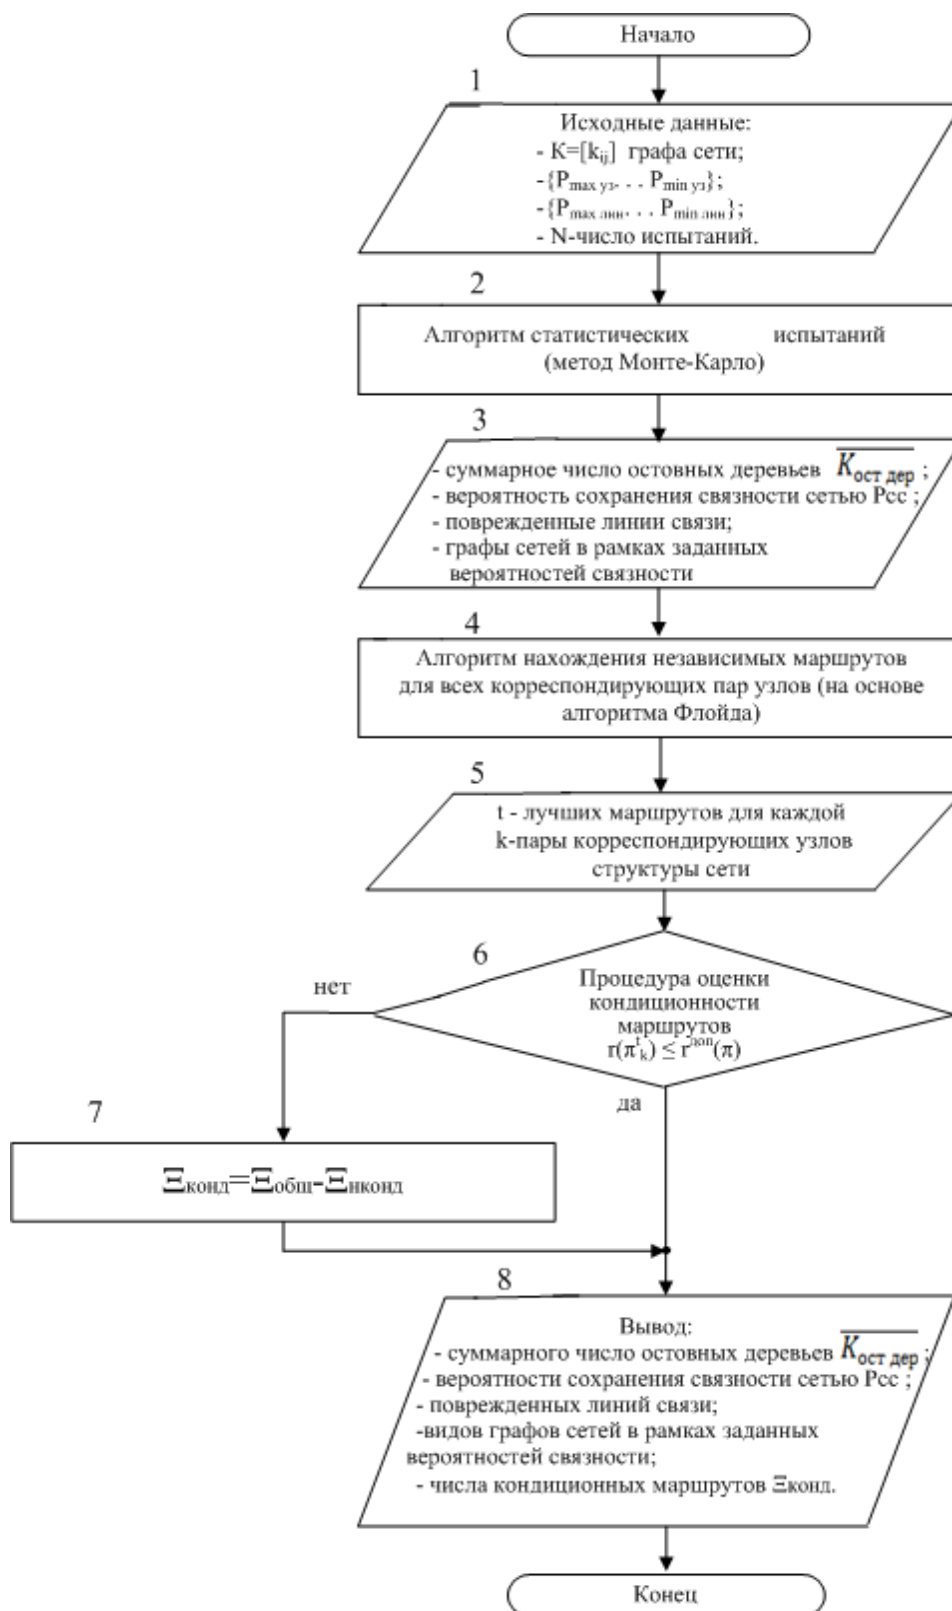 Начало
1
Исходные данные:
- K=[kij] графа сети;
-{Pmax уз. . . Pmin уз};
-{Pmax лин. . . Pmin лин};
- N-число испытаний.
2
Алгоритм статистических испытаний
(метод Монте-Карло)
3
- суммарное число остовных деревьев Kост дер ;
- вероятность сохранения связности сетью Рсс ;
- поврежденные линии связи;
- графы сетей в рамках заданных
вероятностей связности
4
Алгоритм нахождения независимых маршрутов
для всех корреспондирующих пар узлов (на основе
алгоритма Флойда)
5
t - лучших маршрутов для каждой
k-пары корреспондирующих узлов
структуры сети
6
нет
Процедура оценки
кондиционности
маршрутов
r(π^t_k) ≤ r^доп(π)
да
7
Ξконд=Ξобщ-Ξнконд
8
Вывод:
- суммарного число остовных деревьев Kост дер ;
- вероятности сохранения связности сетью Рсс ;
- поврежденных линий связи;
-видов графов сетей в рамках заданных
вероятностей связности;
- числа кондиционных маршрутов Ξконд.
Конец